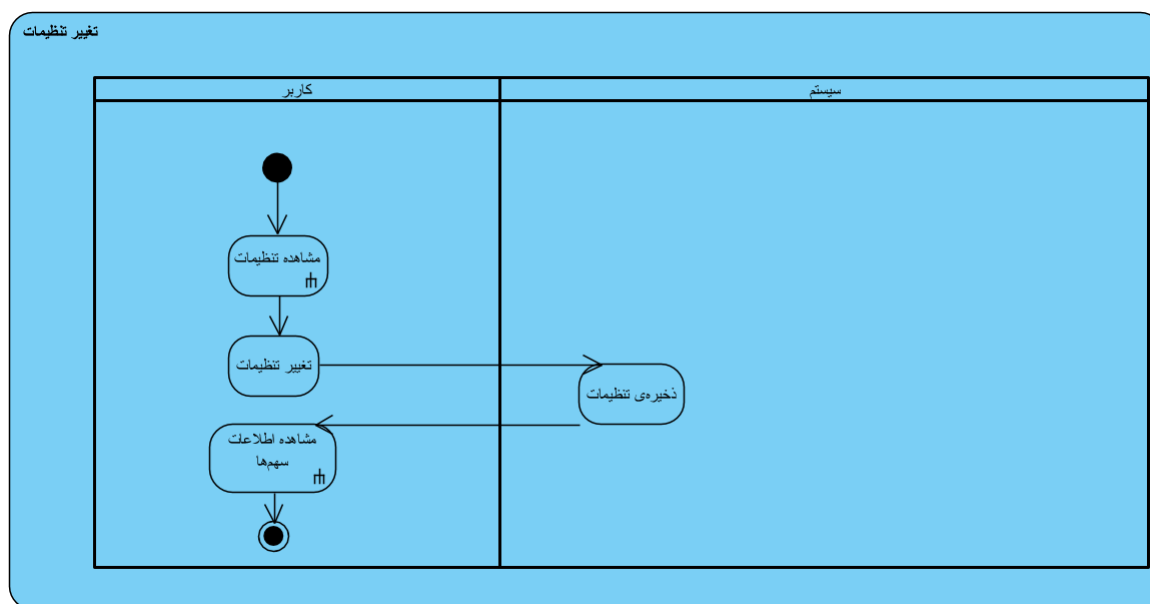 تغییر تنظیمات
کاربر
سیستم
مشاهده تنظیمات
تغییر تنظیمات
ذخیره‌ی تنظیمات
مشاهده اطلاعات
سهم‌ها